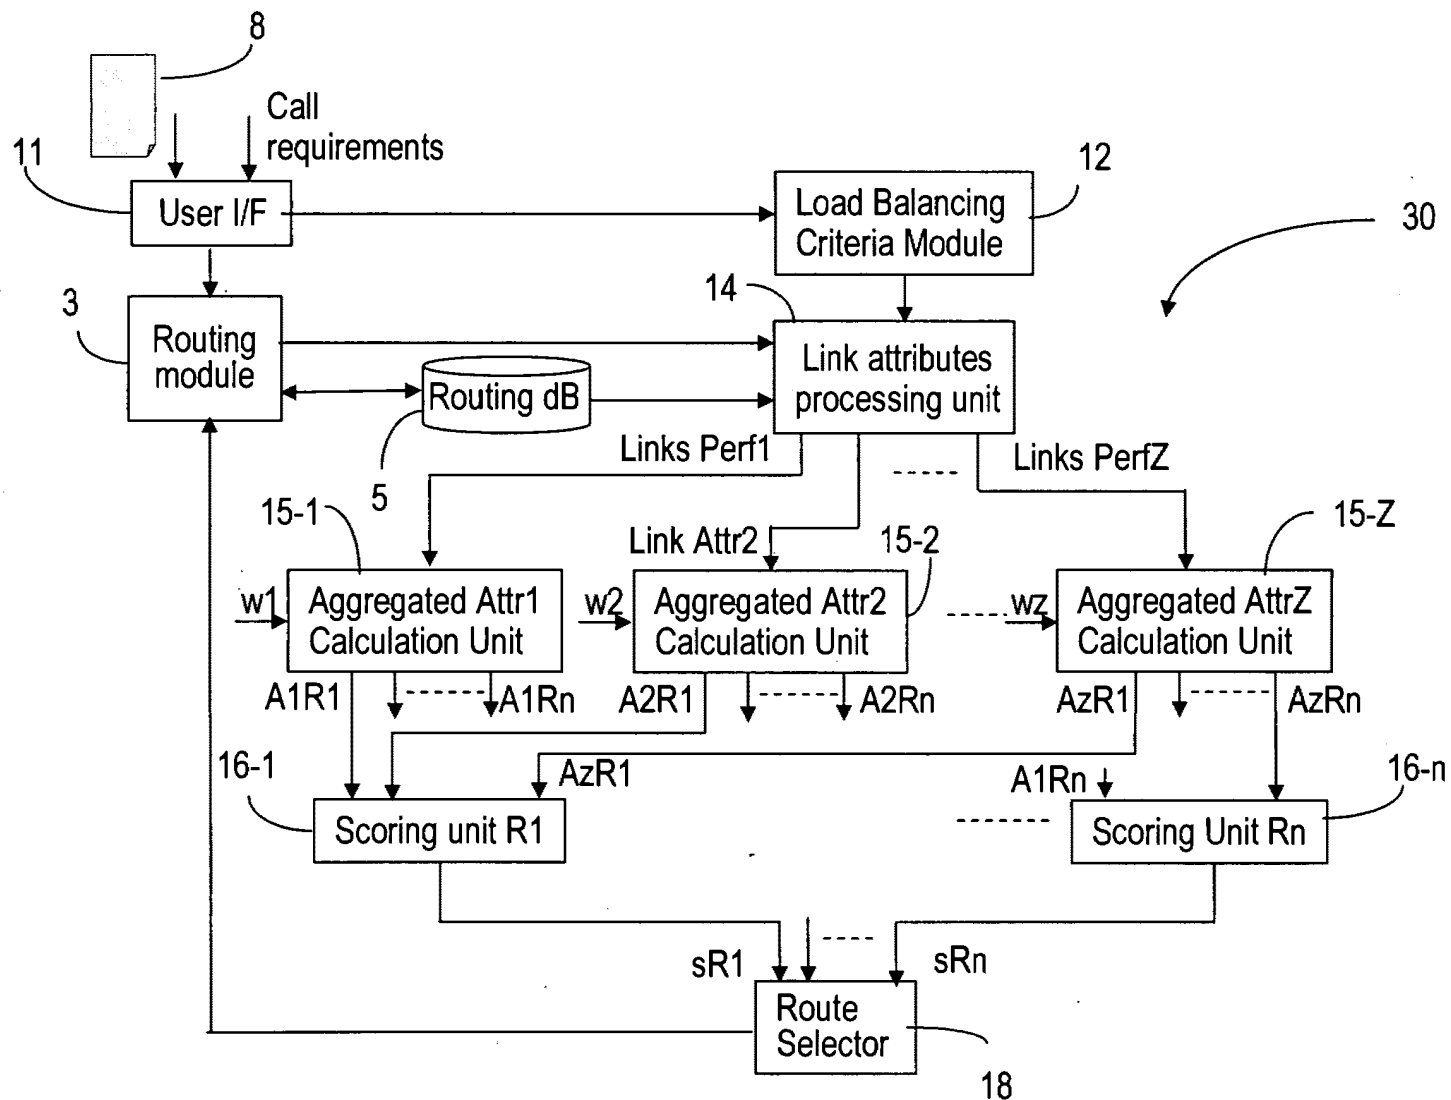 8
Call
requirements
11
User I/F
12
Load Balancing
Criteria Module
30
3
Routing
module
14
Link attributes
processing unit
Routing dB
5
Links Perf1
Links PerfZ
15-1
Link Attr2
15-2
15-Z
w1
Aggregated Attr1
Calculation Unit
w2
Aggregated Attr2
Calculation Unit
wz
Aggregated AttrZ
Calculation Unit
A1R1
A1Rn
A2R1
A2Rn
AzR1
AzRn
16-1
AzR1
A1Rn
16-n
Scoring unit R1
Scoring Unit Rn
sR1
sRn
Route
Selector
18